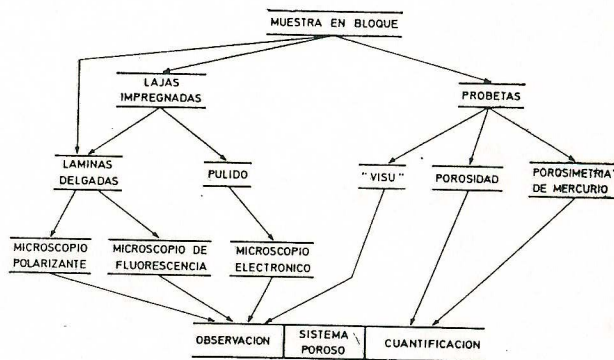 MUESTRA EN BLOQUE
LAJAS
IMPREGNADAS
PROBETAS
LAMINAS
DELGADAS
PULIDO
"VISU"
POROSIDAD
POROSIMETRIA
DE MERCURIO
MICROSCOPIO
POLARIZANTE
MICROSCOPIO DE
FLUORESCENCIA
MICROSCOPIO
ELECTRONICO
OBSERVACION
SISTEMA
POROSO
CUANTIFICACION